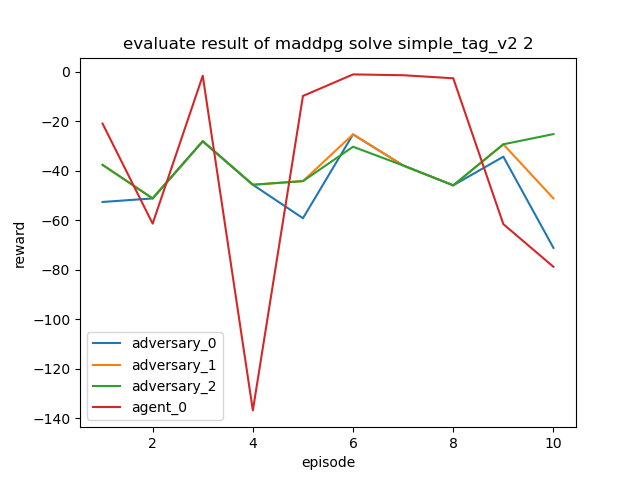 evaluate result of maddpg solve simple_tag_v2 2
0
−20
−40
−60
−80
−100
−120
−140
reward
adversary_0
adversary_1
adversary_2
agent_0
2
4
6
8
10
episode